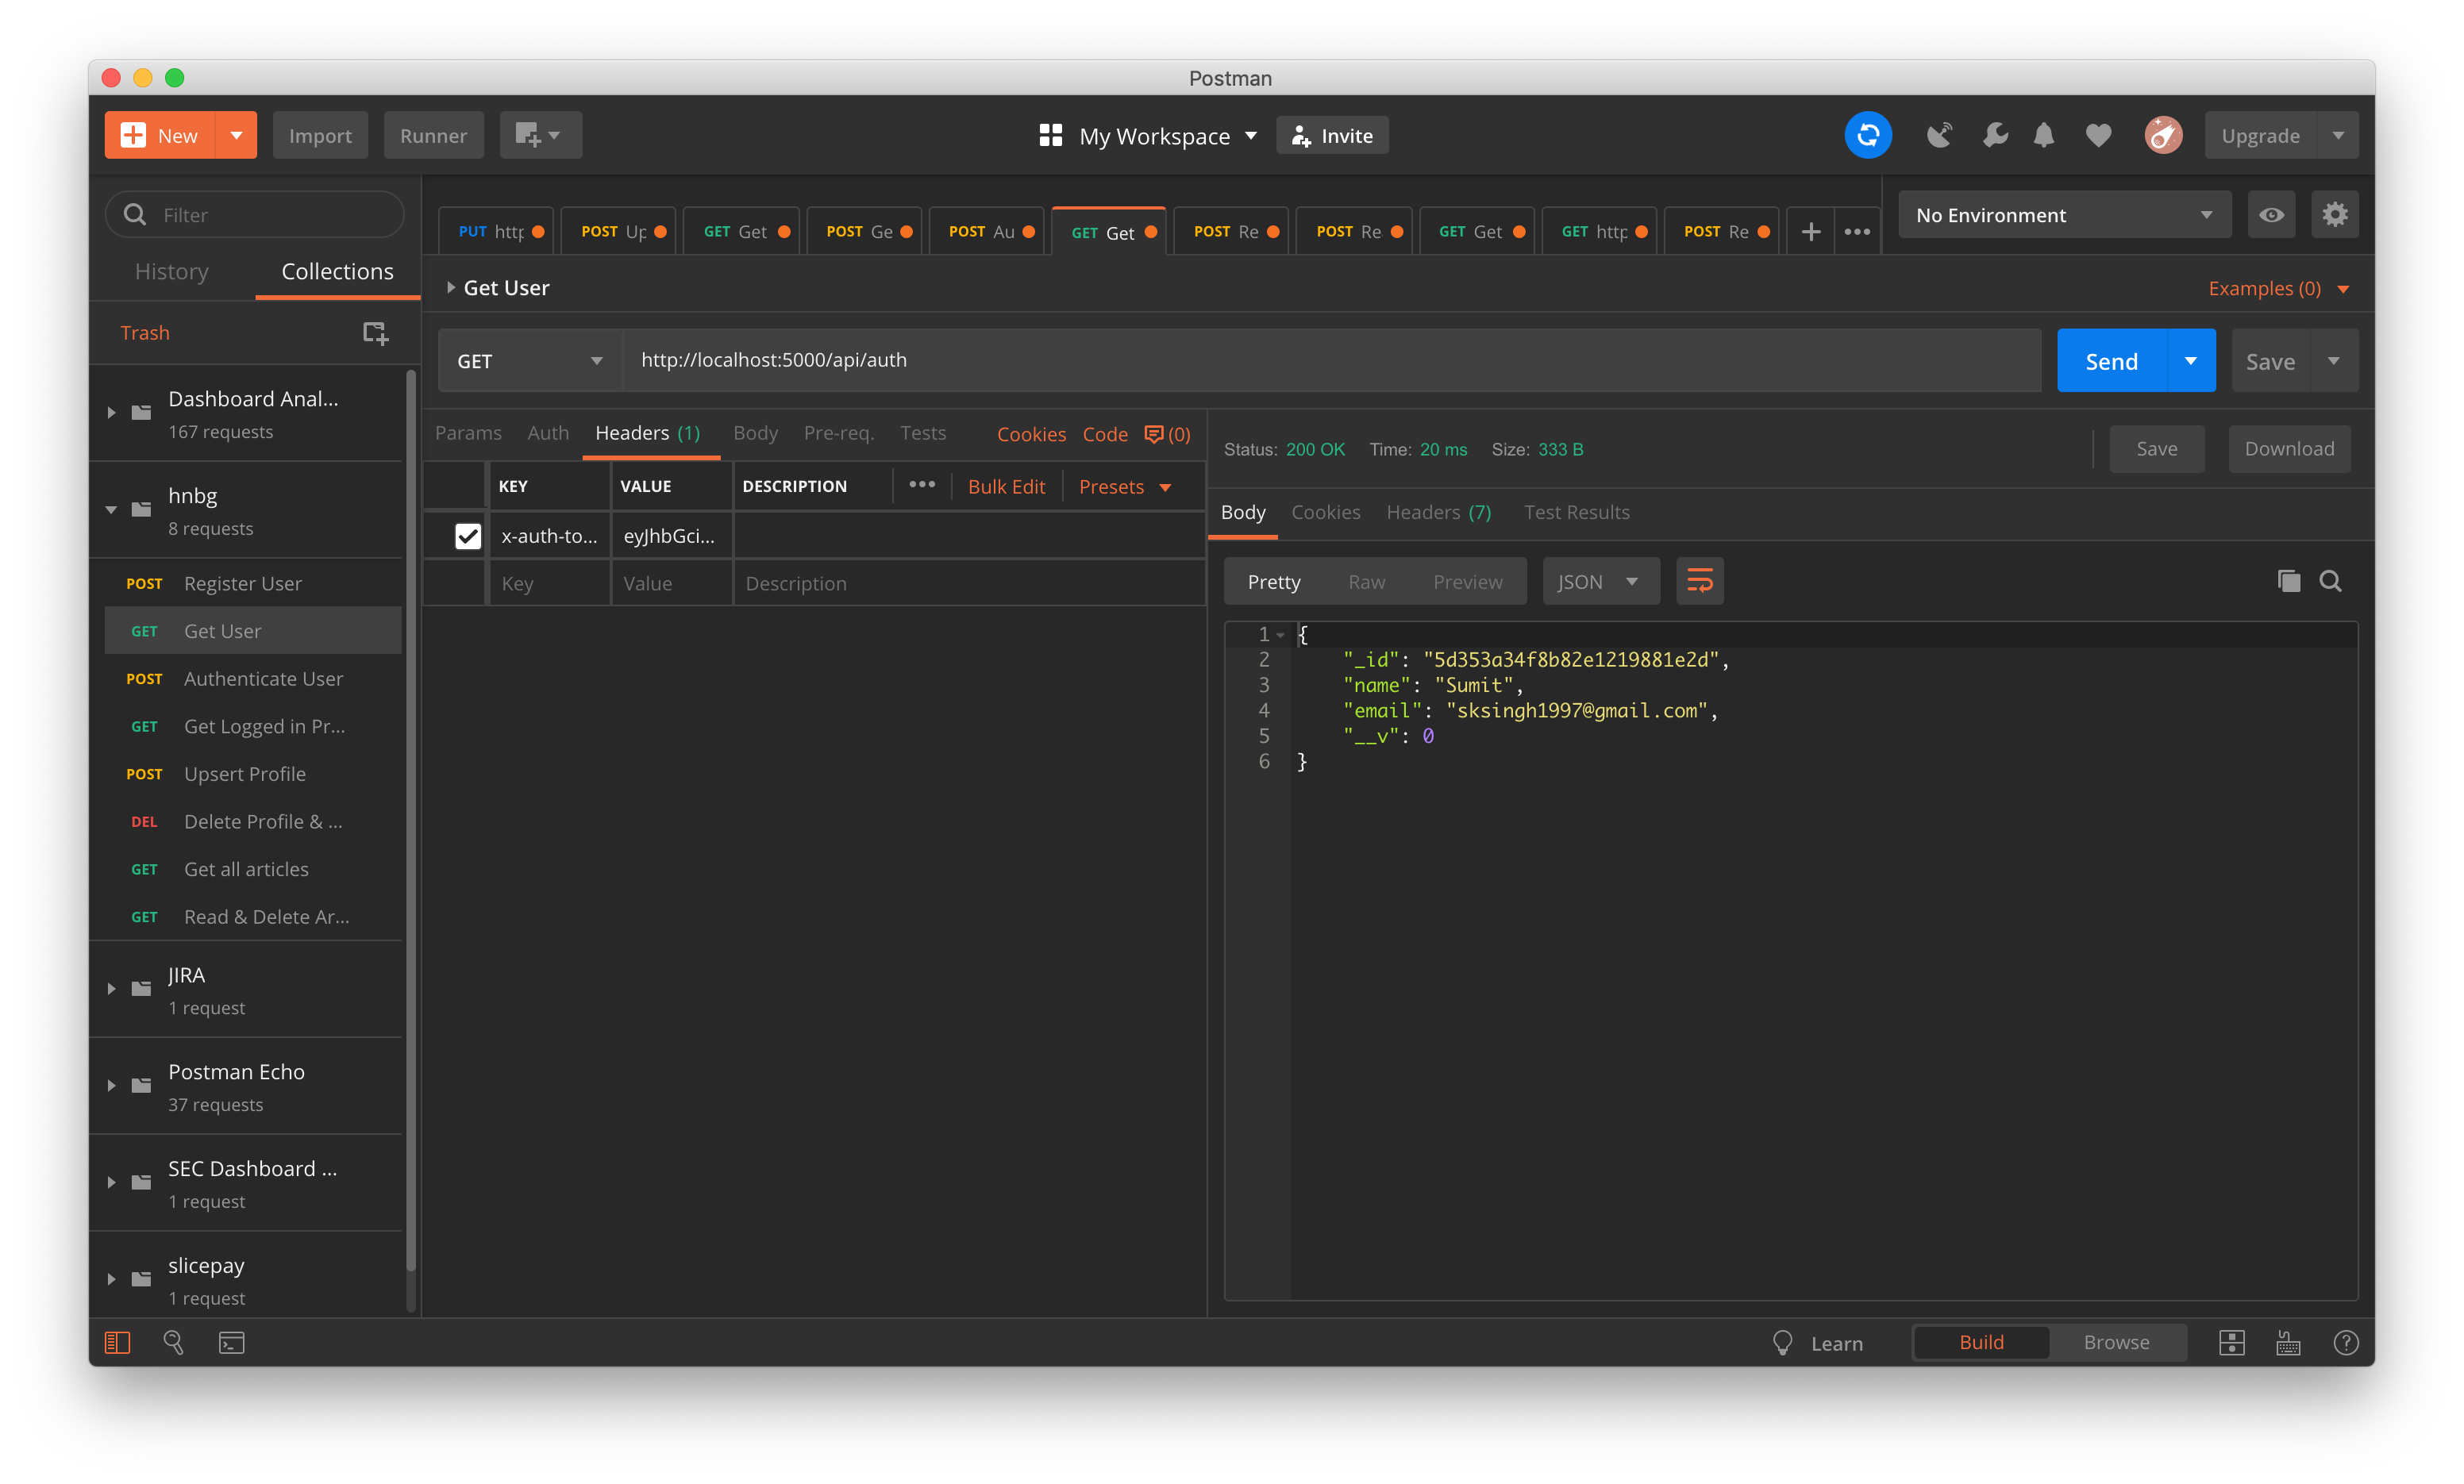 Postman
New Import Runner My Workspace Invite Upgrade
Filter
History Collections
Trash
Dashboard Anal...
167 requests
hnbg
8 requests
POST Register User
GET Get User
POST Authenticate User
GET Get Logged in Pr...
POST Upsert Profile
DEL Delete Profile & ...
GET Get all articles
GET Read & Delete Ar...
JIRA
1 request
Postman Echo
37 requests
SEC Dashboard ...
1 request
slicepay
1 request
PUT http POST Up GET Get POST Ge POST Au GET Get POST Re POST Re GET Get GET http POST Re + •••
No Environment
Get User
Examples (0)
GET http://localhost:5000/api/auth Send Save
Params Auth Headers (1) Body Pre-req. Tests Cookies Code (0)
KEY VALUE DESCRIPTION ••• Bulk Edit Presets
x-auth-to... eyJhbGci...
Key Value Description
Status: 200 OK Time: 20 ms Size: 333 B Save Download
Body Cookies Headers (7) Test Results
Pretty Raw Preview JSON
1 {
2 "_id": "5d353a34f8b82e1219881e2d",
3 "name": "Sumit",
4 "email": "sksingh1997@gmail.com",
5 "__v": 0
6 }
Learn Build Browse ?